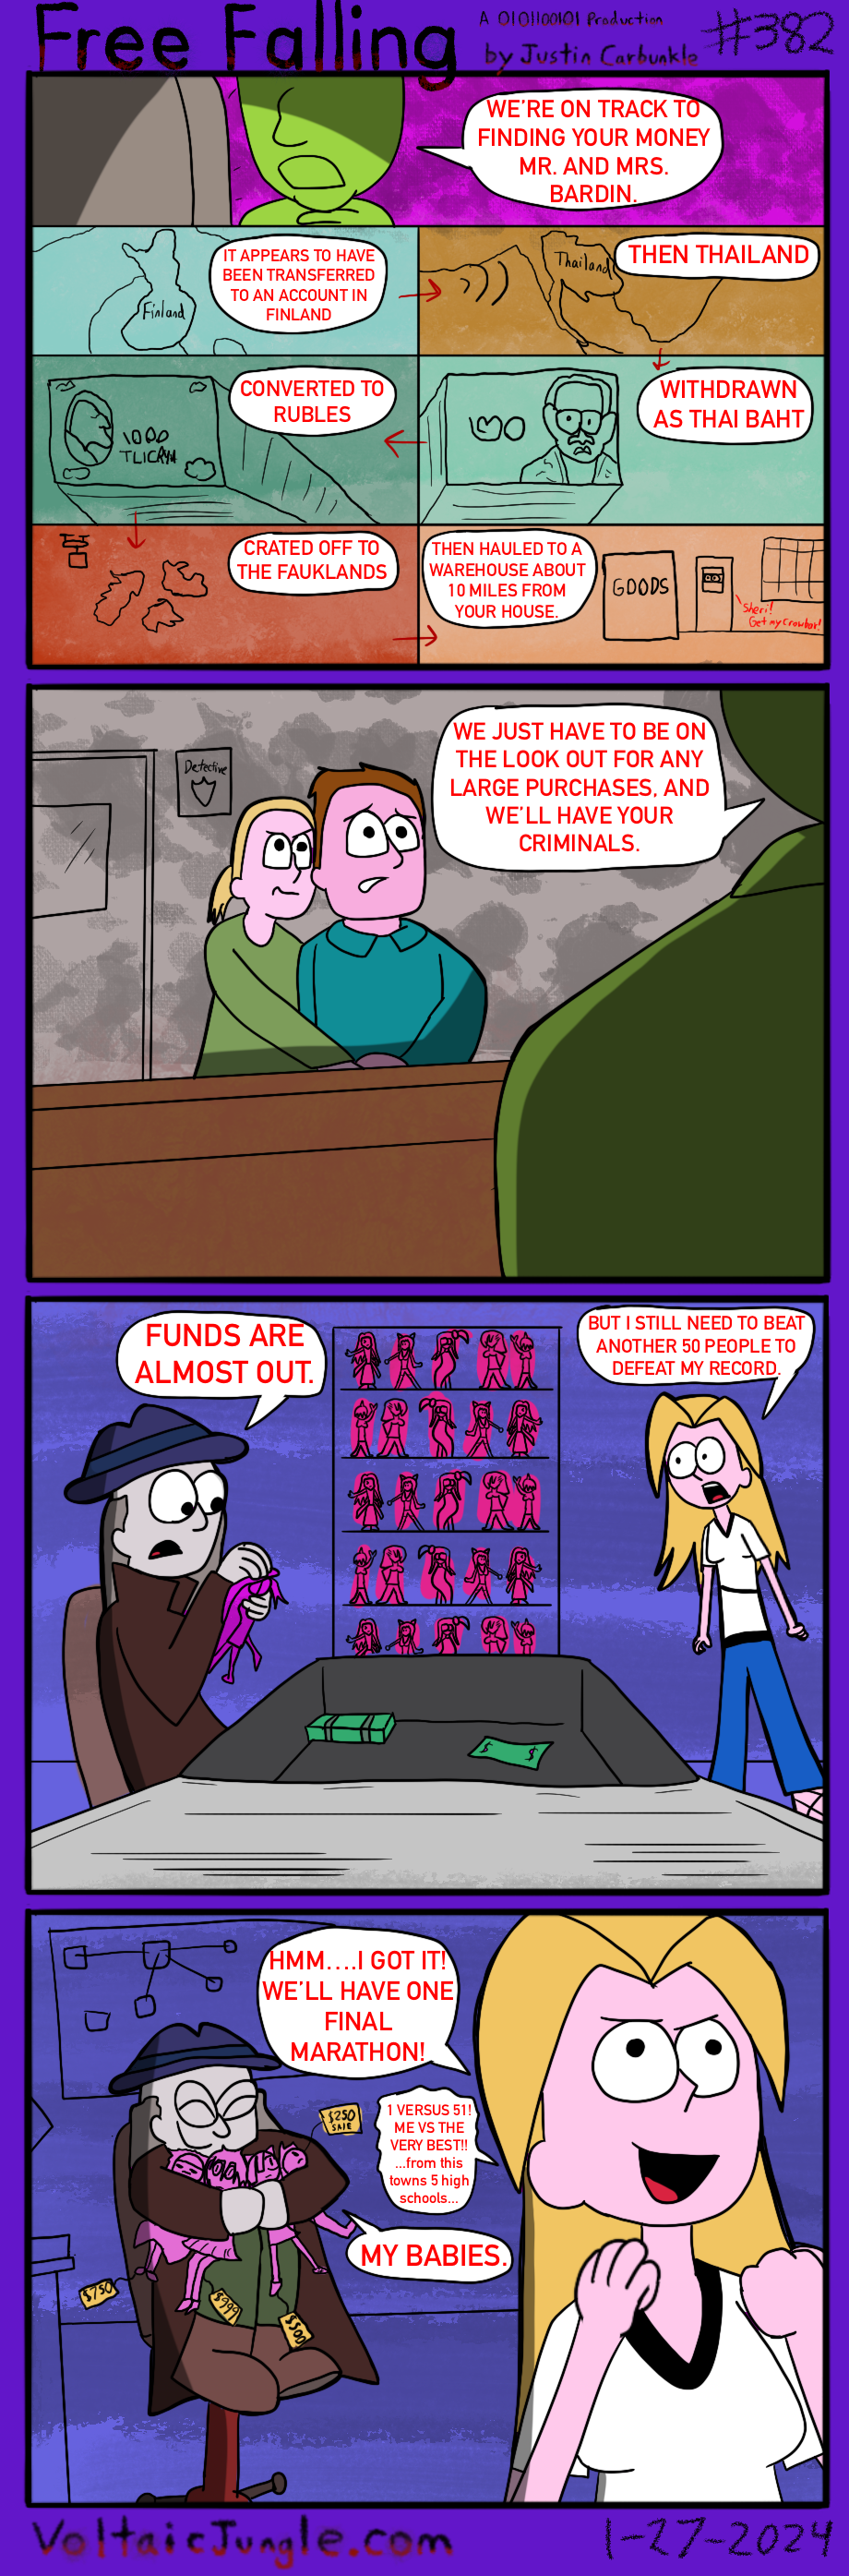 Free Falling
A 0101100101 Production
by Justin Carbunkle
#382
WE'RE ON TRACK TO
FINDING YOUR MONEY
MR. AND MRS.
BARDIN.
IT APPEARS TO HAVE
BEEN TRANSFERRED
TO AN ACCOUNT IN
FINLAND
Finland
Thailand
THEN THAILAND
CONVERTED TO
RUBLES
1000
WITHDRAWN
AS THAI BAHT
100
CRATED OFF TO
THE FAUKLANDS
THEN HAULED TO A
WAREHOUSE ABOUT
10 MILES FROM
YOUR HOUSE.
GOODS
Sheri!
Get my crowbar!
Detective
WE JUST HAVE TO BE ON
THE LOOK OUT FOR ANY
LARGE PURCHASES, AND
WE'LL HAVE YOUR
CRIMINALS.
FUNDS ARE
ALMOST OUT.
BUT I STILL NEED TO BEAT
ANOTHER 50 PEOPLE TO
DEFEAT MY RECORD.
$ $
HMM....I GOT IT!
WE'LL HAVE ONE
FINAL
MARATHON!
$250
SALE
1 VERSUS 51!
ME VS THE
VERY BEST!!
...from this
towns 5 high
schools...
MY BABIES.
$750
$999
$500
VoltaicJungle.com
1-27-2024